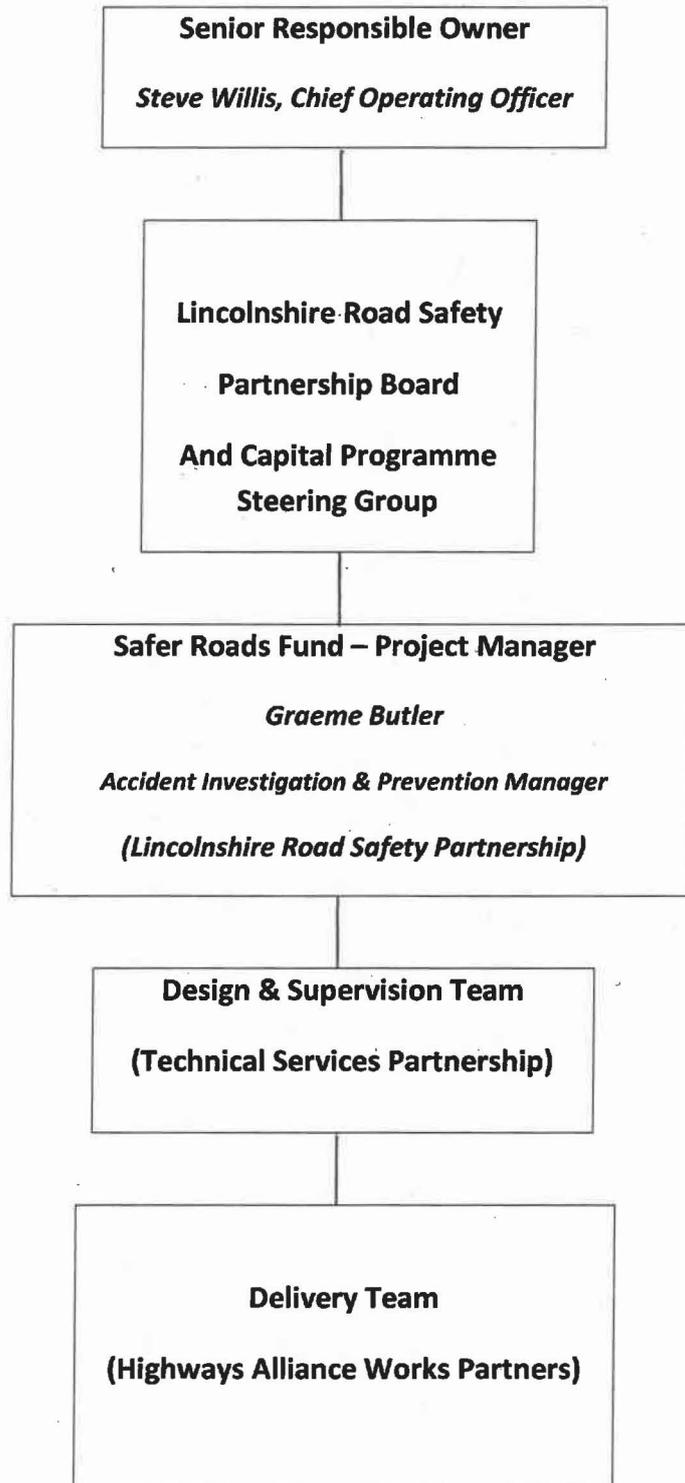 Senior Responsible Owner
Steve Willis, Chief Operating Officer
Lincolnshire Road Safety
Partnership Board
And Capital Programme
Steering Group
Safer Roads Fund – Project Manager
Graeme Butler
Accident Investigation & Prevention Manager
(Lincolnshire Road Safety Partnership)
Design & Supervision Team
(Technical Services Partnership)
Delivery Team
(Highways Alliance Works Partners)